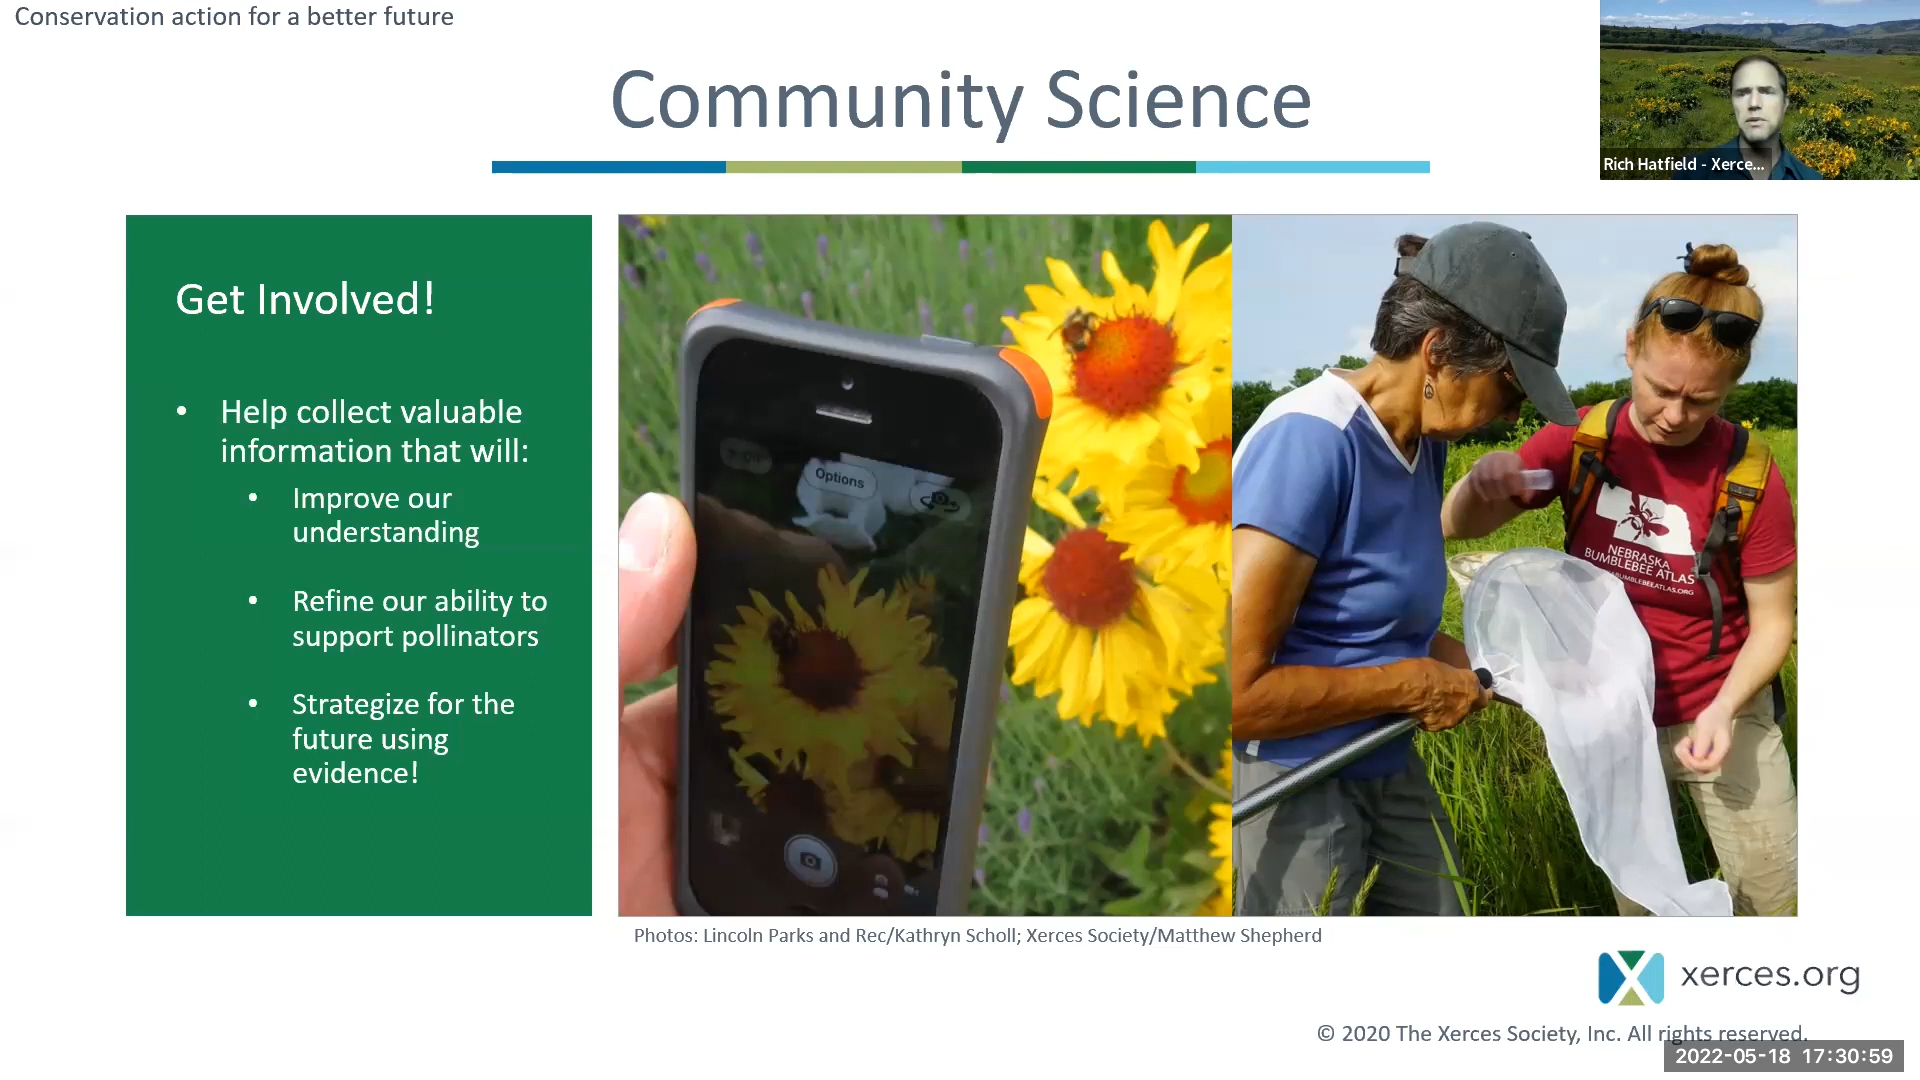 Conservation action for a better future
Community Science
Rich Hatfield - Xerce...
Get Involved!
• Help collect valuable
information that will:
• Improve our
understanding
• Refine our ability to
support pollinators
• Strategize for the
future using
evidence!
Options
NEBRASKA
BUMBLEBEE ATLAS
Photos: Lincoln Parks and Rec/Kathryn Scholl; Xerces Society/Matthew Shepherd
xerces.org
© 2020 The Xerces Society, Inc. All rights reserved.
2022-05-18 17:30:59